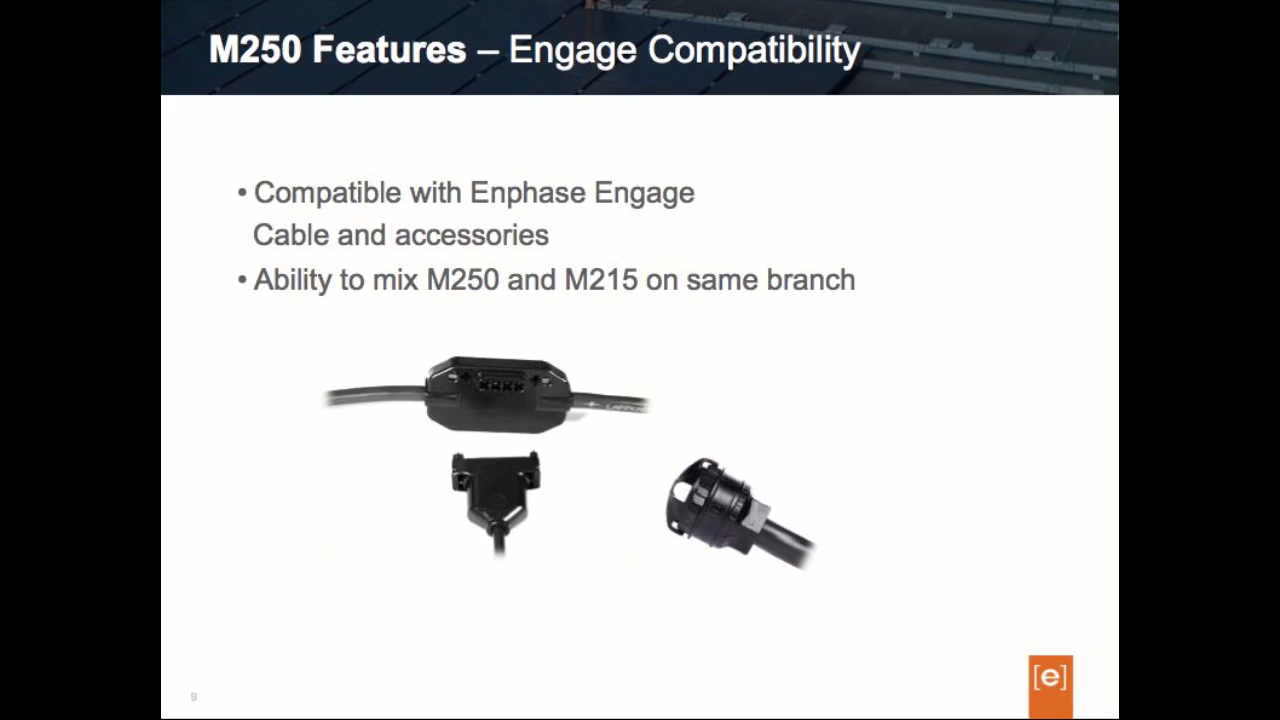 M250 Features – Engage Compatibility
• Compatible with Enphase Engage
Cable and accessories
• Ability to mix M250 and M215 on same branch
9
[e]